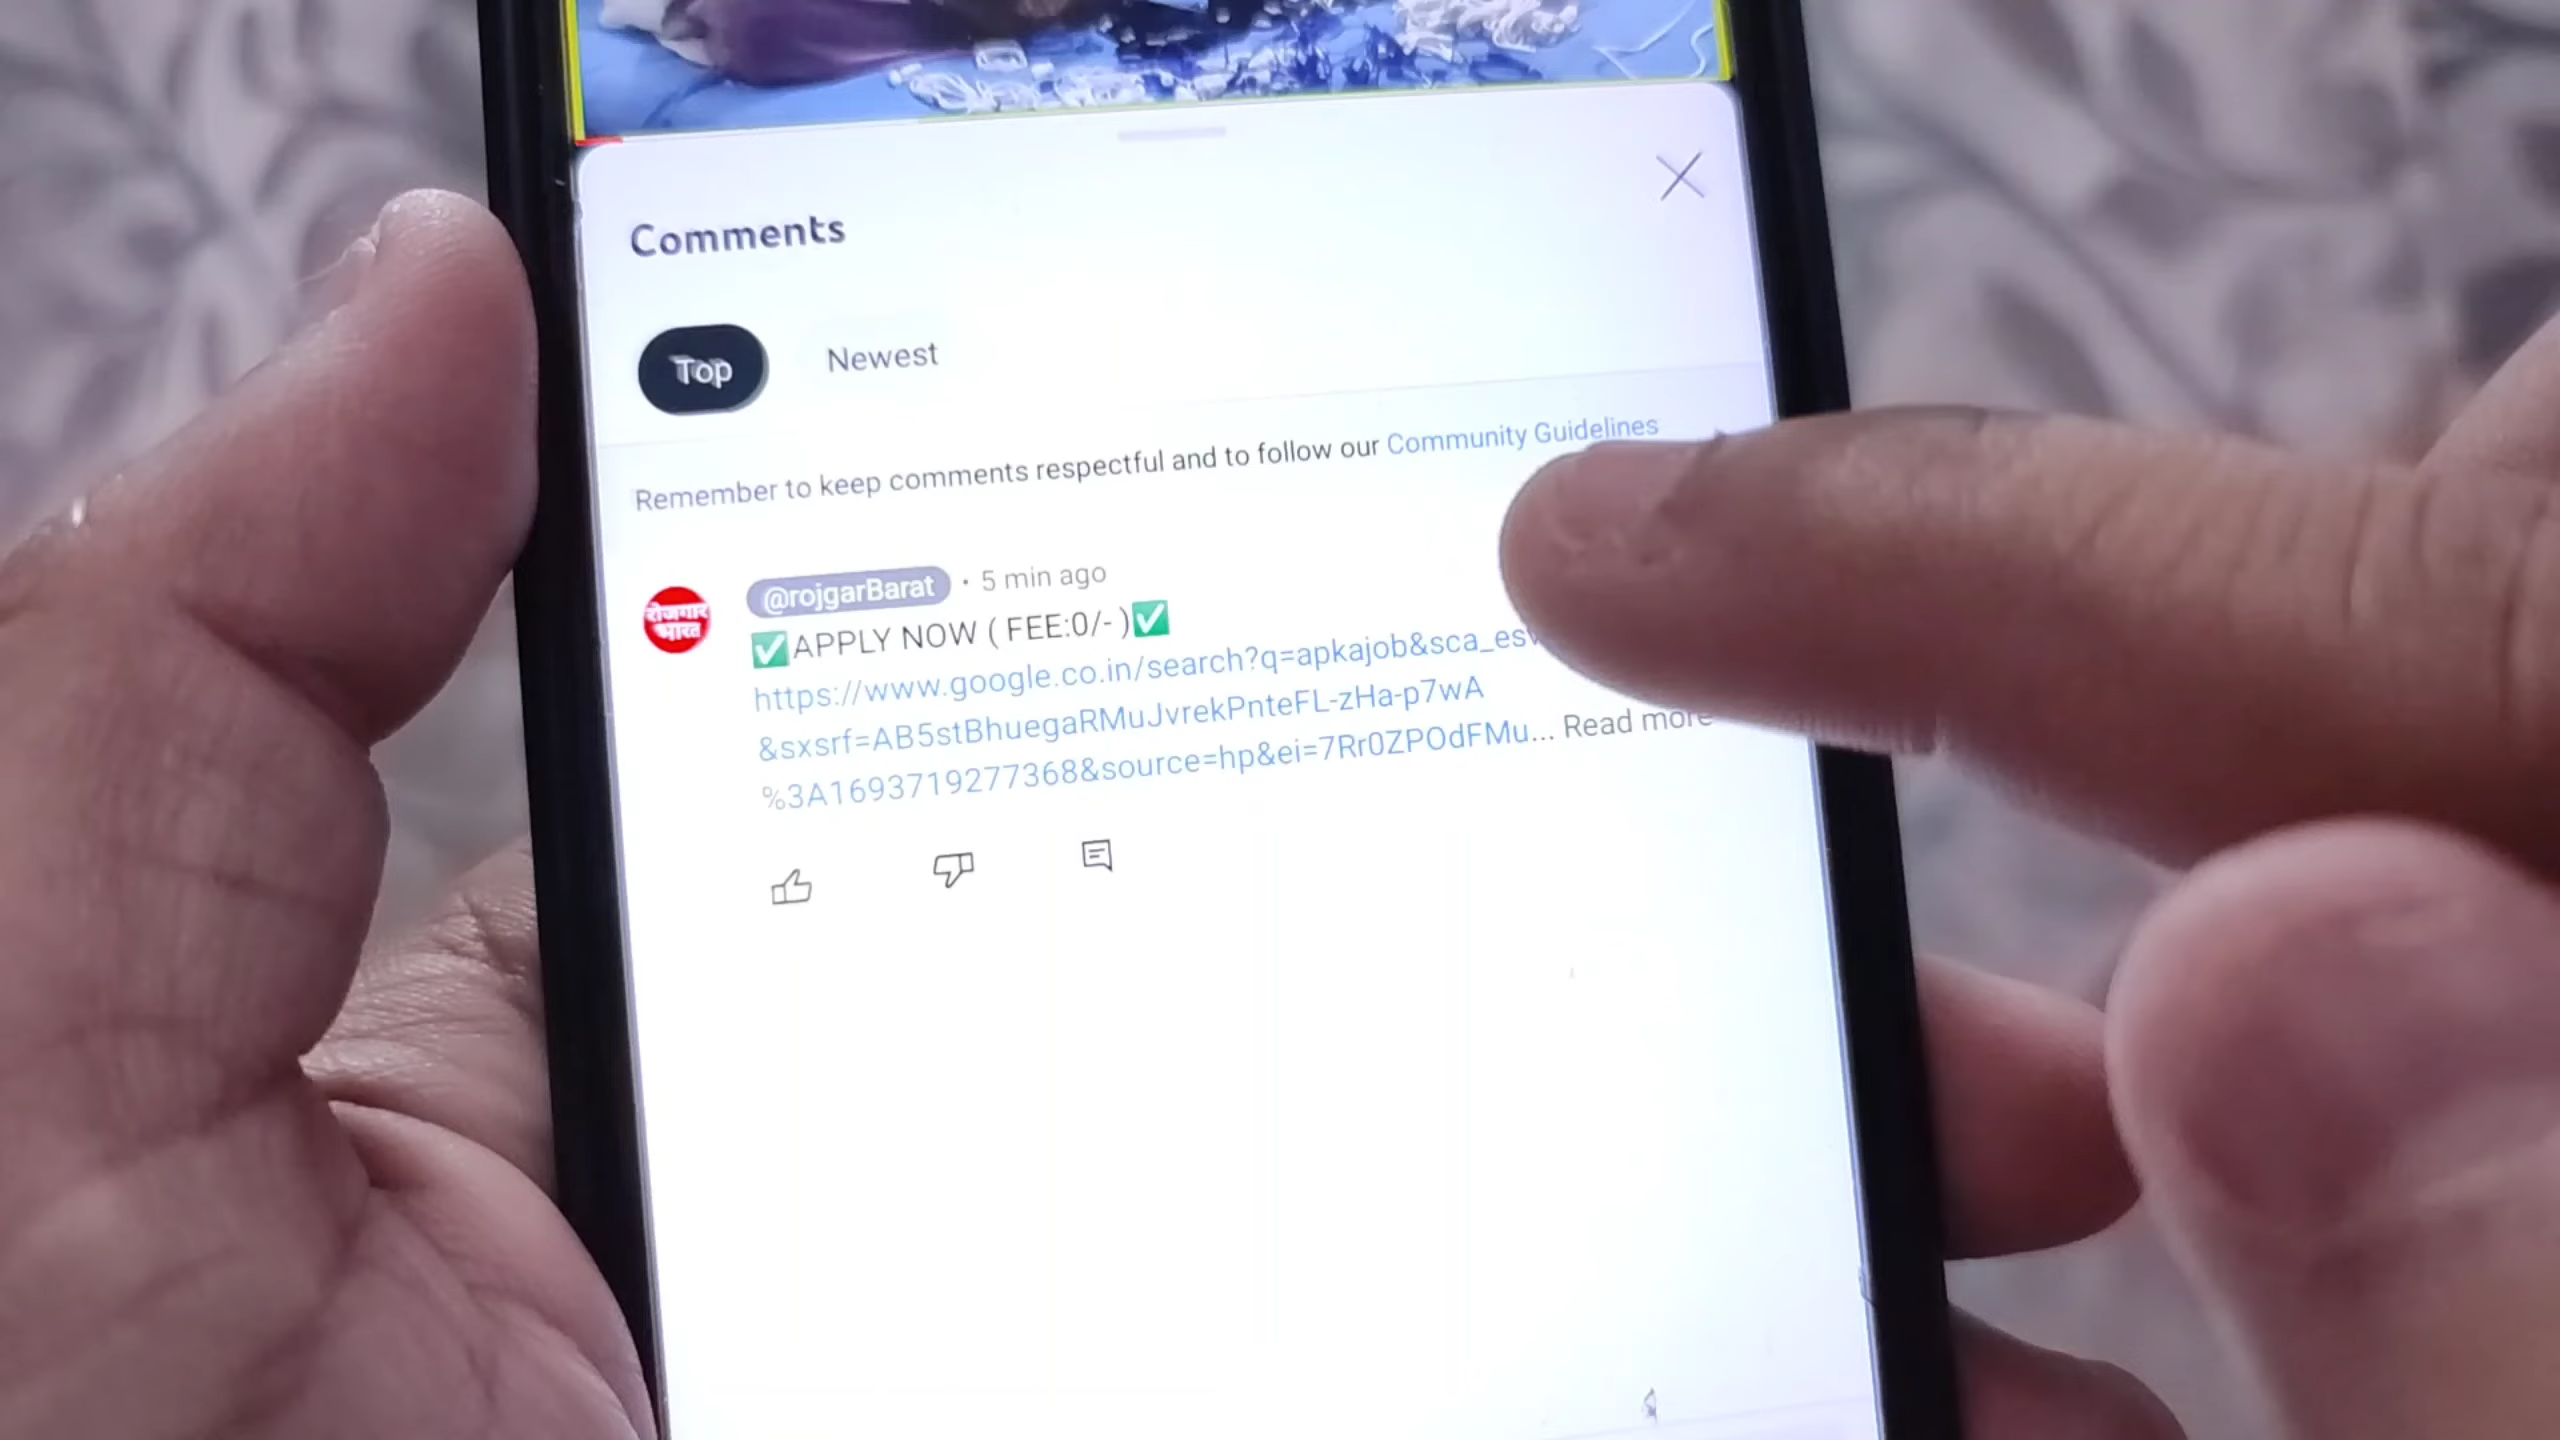 Comments
Top
Newest
Remember to keep comments respectful and to follow our Community Guidelines
रोजगार
भारत
@rojgarBarat · 5 min ago
✅APPLY NOW ( FEE:0/- )✅
https://www.google.co.in/search?q=apkajob&sca_es
&sxsrf=AB5stBhuegaRMuJvrekPnteFL-zHa-p7wA
%3A1693719277368&source=hp&ei=7Rr0ZPOdFMu... Read more